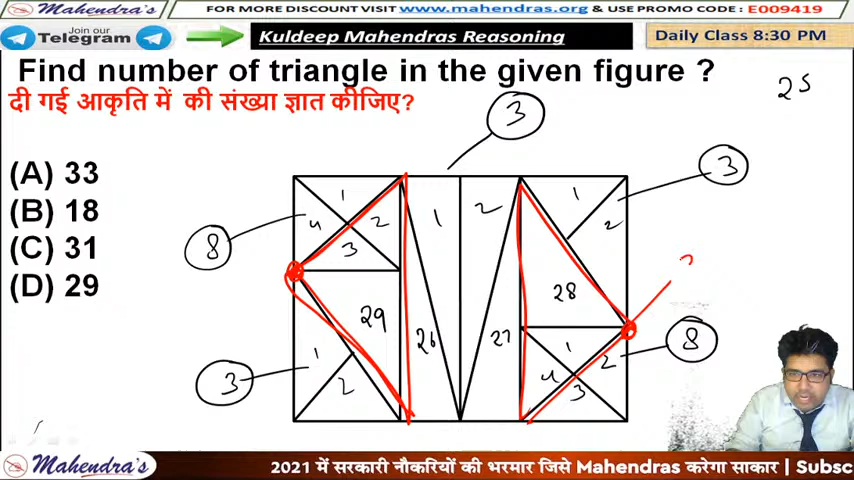 Mahendra's
FOR MORE DISCOUNT VISIT www.mahendras.org & USE PROMO CODE : E009419
Join our
Telegram
Kuldeep Mahendras Reasoning
Daily Class 8:30 PM
Find number of triangle in the given figure ?
दी गई आकृति में की संख्या ज्ञात कीजिए?
25
(A) 33
(B) 18
(C) 31
(D) 29
3
3
8
1
4
2
3
1
2
1
2
29
26
27
28
1
2
3
4
8
3
1
2
Mahendra's
2021 में सरकारी नौकरियों की भरमार जिसे Mahendras करेगा साकार | Subsc